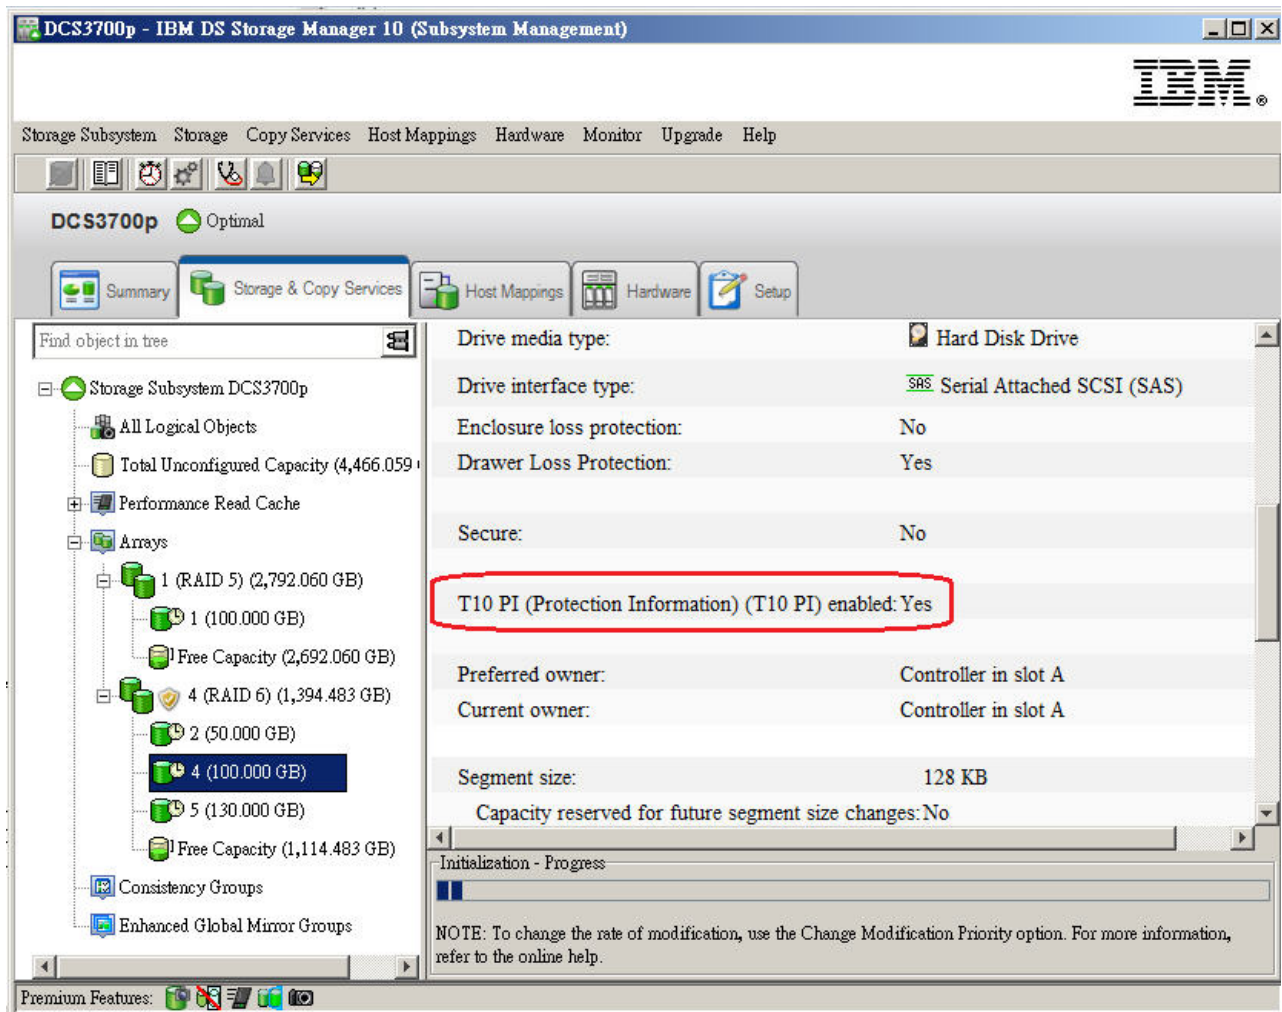 DCS3700p - IBM DS Storage Manager 10 (Subsystem Management)
IBM®
Storage Subsystem Storage Copy Services Host Mappings Hardware Monitor Upgrade Help
DCS3700p Optimal
Summary Storage & Copy Services Host Mappings Hardware Setup
Find object in tree
Storage Subsystem DCS3700p
All Logical Objects
Total Unconfigured Capacity (4,466.059
Performance Read Cache
Arrays
1 (RAID 5) (2,792.060 GB)
1 (100.000 GB)
Free Capacity (2,692.060 GB)
4 (RAID 6) (1,394.483 GB)
2 (50.000 GB)
4 (100.000 GB)
5 (130.000 GB)
Free Capacity (1,114.483 GB)
Consistency Groups
Enhanced Global Mirror Groups
Drive media type: Hard Disk Drive
Drive interface type: SAS Serial Attached SCSI (SAS)
Enclosure loss protection: No
Drawer Loss Protection: Yes
Secure: No
T10 PI (Protection Information) (T10 PI) enabled: Yes
Preferred owner: Controller in slot A
Current owner: Controller in slot A
Segment size: 128 KB
Capacity reserved for future segment size changes: No
Initialization - Progress
NOTE: To change the rate of modification, use the Change Modification Priority option. For more information,
refer to the online help.
Premium Features: